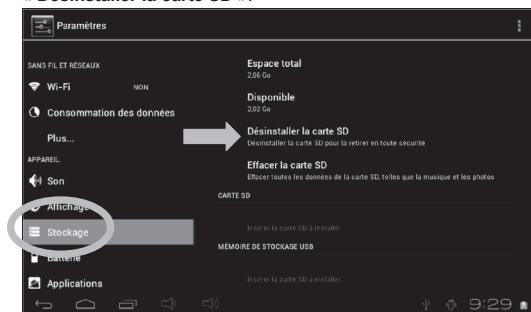 « Désinstaller la carte SD ».
Paramètres
SANS FIL ET RÉSEAUX
Wi-Fi
NON
Consommation des données
Plus...
APPAREIL
Son
Affichage
Stockage
Batterie
Applications
Espace total
2,06 Go
Disponible
2,02 Go
Désinstaller la carte SD
Désinstaller la carte SD pour la retirer en toute sécurité
Effacer la carte SD
Effacer toutes les données de la carte SD, telles que la musique et les photos
CARTE SD
Insérer la carte SD à installer
MÉMOIRE DE STOCKAGE USB
Insérer la carte SD à installer
9:29